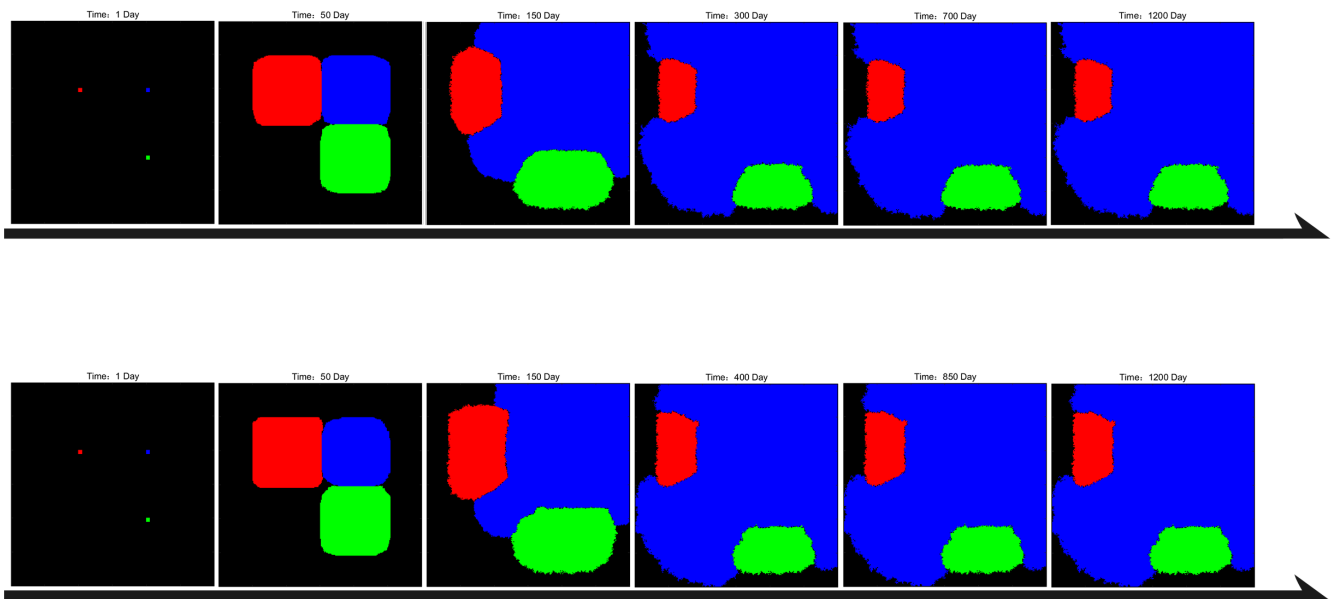 Time: 1 Day
Time: 50 Day
Time: 150 Day
Time: 300 Day
Time: 700 Day
Time: 1200 Day
Time: 1 Day
Time: 50 Day
Time: 150 Day
Time: 400 Day
Time: 850 Day
Time: 1200 Day